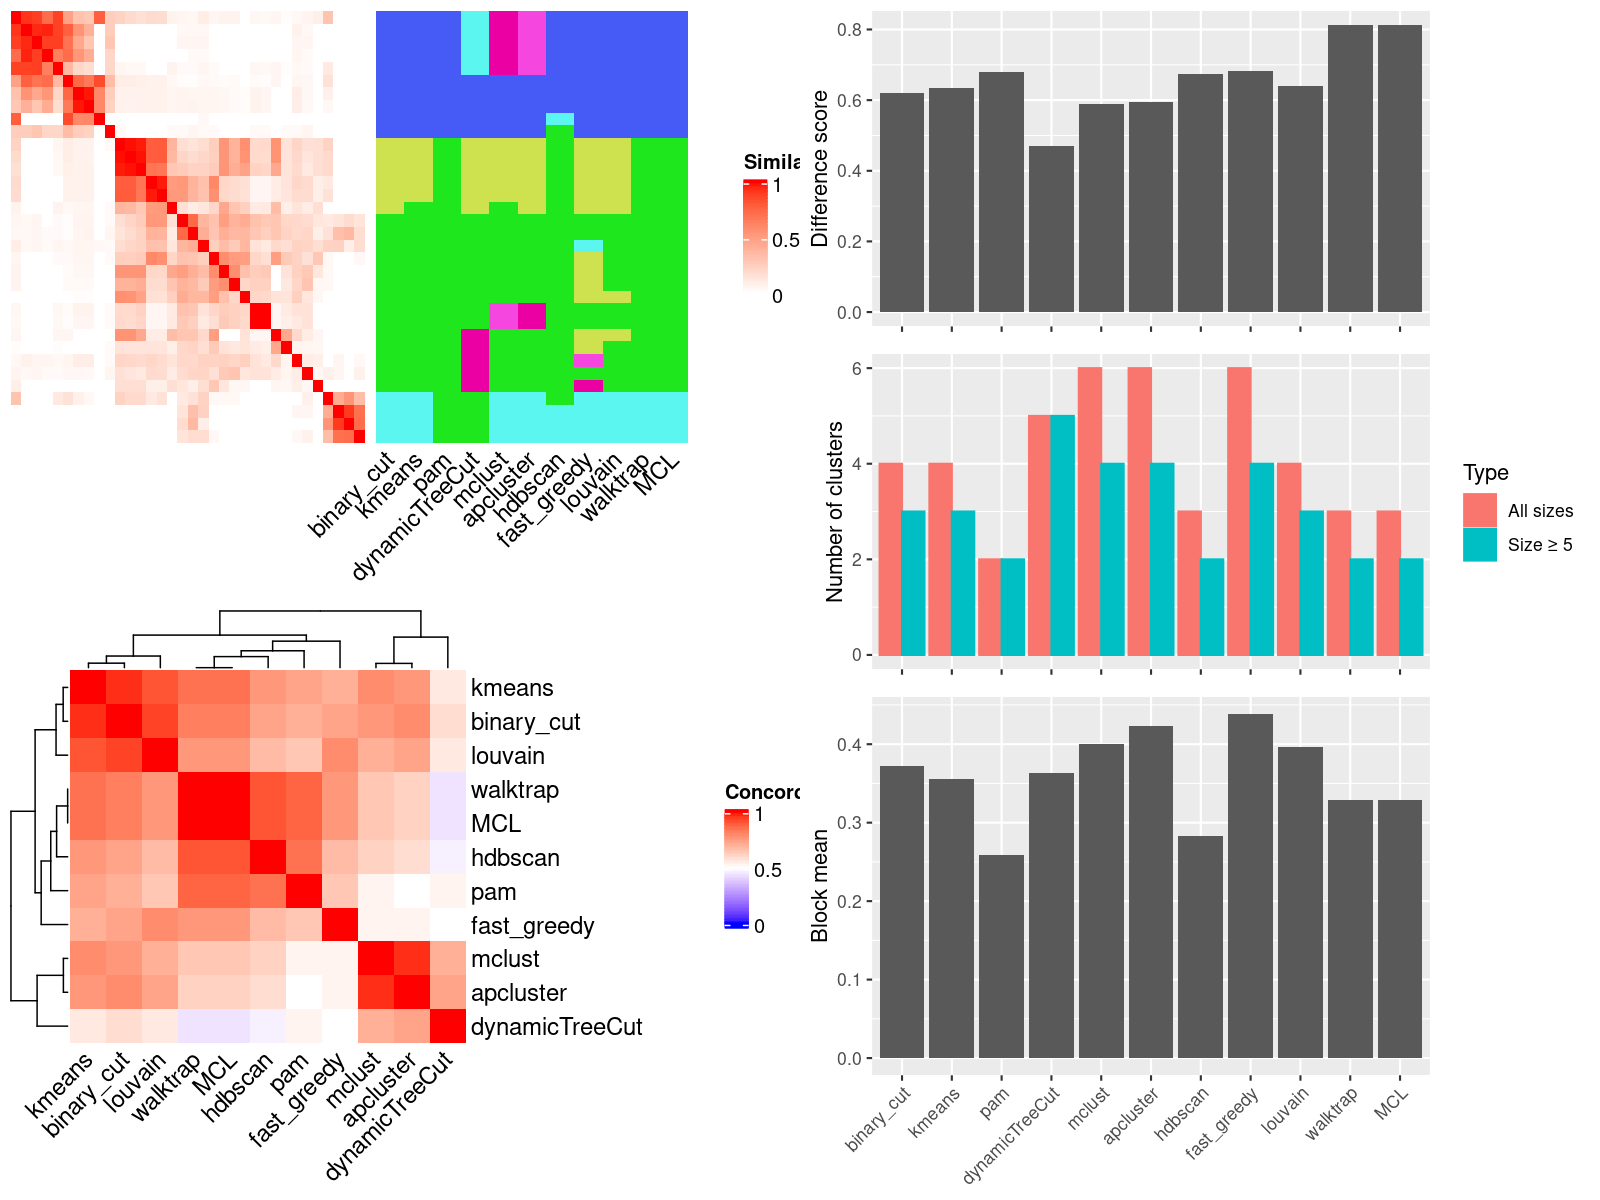 Simila
1
0.5
0
binary_cut
kmeans
pam
dynamicTreeCut
mclust
apcluster
hdbscan
fast_greedy
louvain
walktrap
MCL
kmeans
binary_cut
louvain
walktrap
MCL
hdbscan
pam
fast_greedy
mclust
apcluster
dynamicTreeCut
kmeans
binary_cut
louvain
walktrap
MCL
hdbscan
pam
fast_greedy
mclust
apcluster
dynamicTreeCut
Concord
1
0.5
0
Difference score
0.8
0.6
0.4
0.2
0.0
Number of clusters
6
4
2
0
Type
All sizes
Size ≥ 5
Block mean
0.4
0.3
0.2
0.1
0.0
binary_cut
kmeans
pam
dynamicTreeCut
mclust
apcluster
hdbscan
fast_greedy
louvain
walktrap
MCL